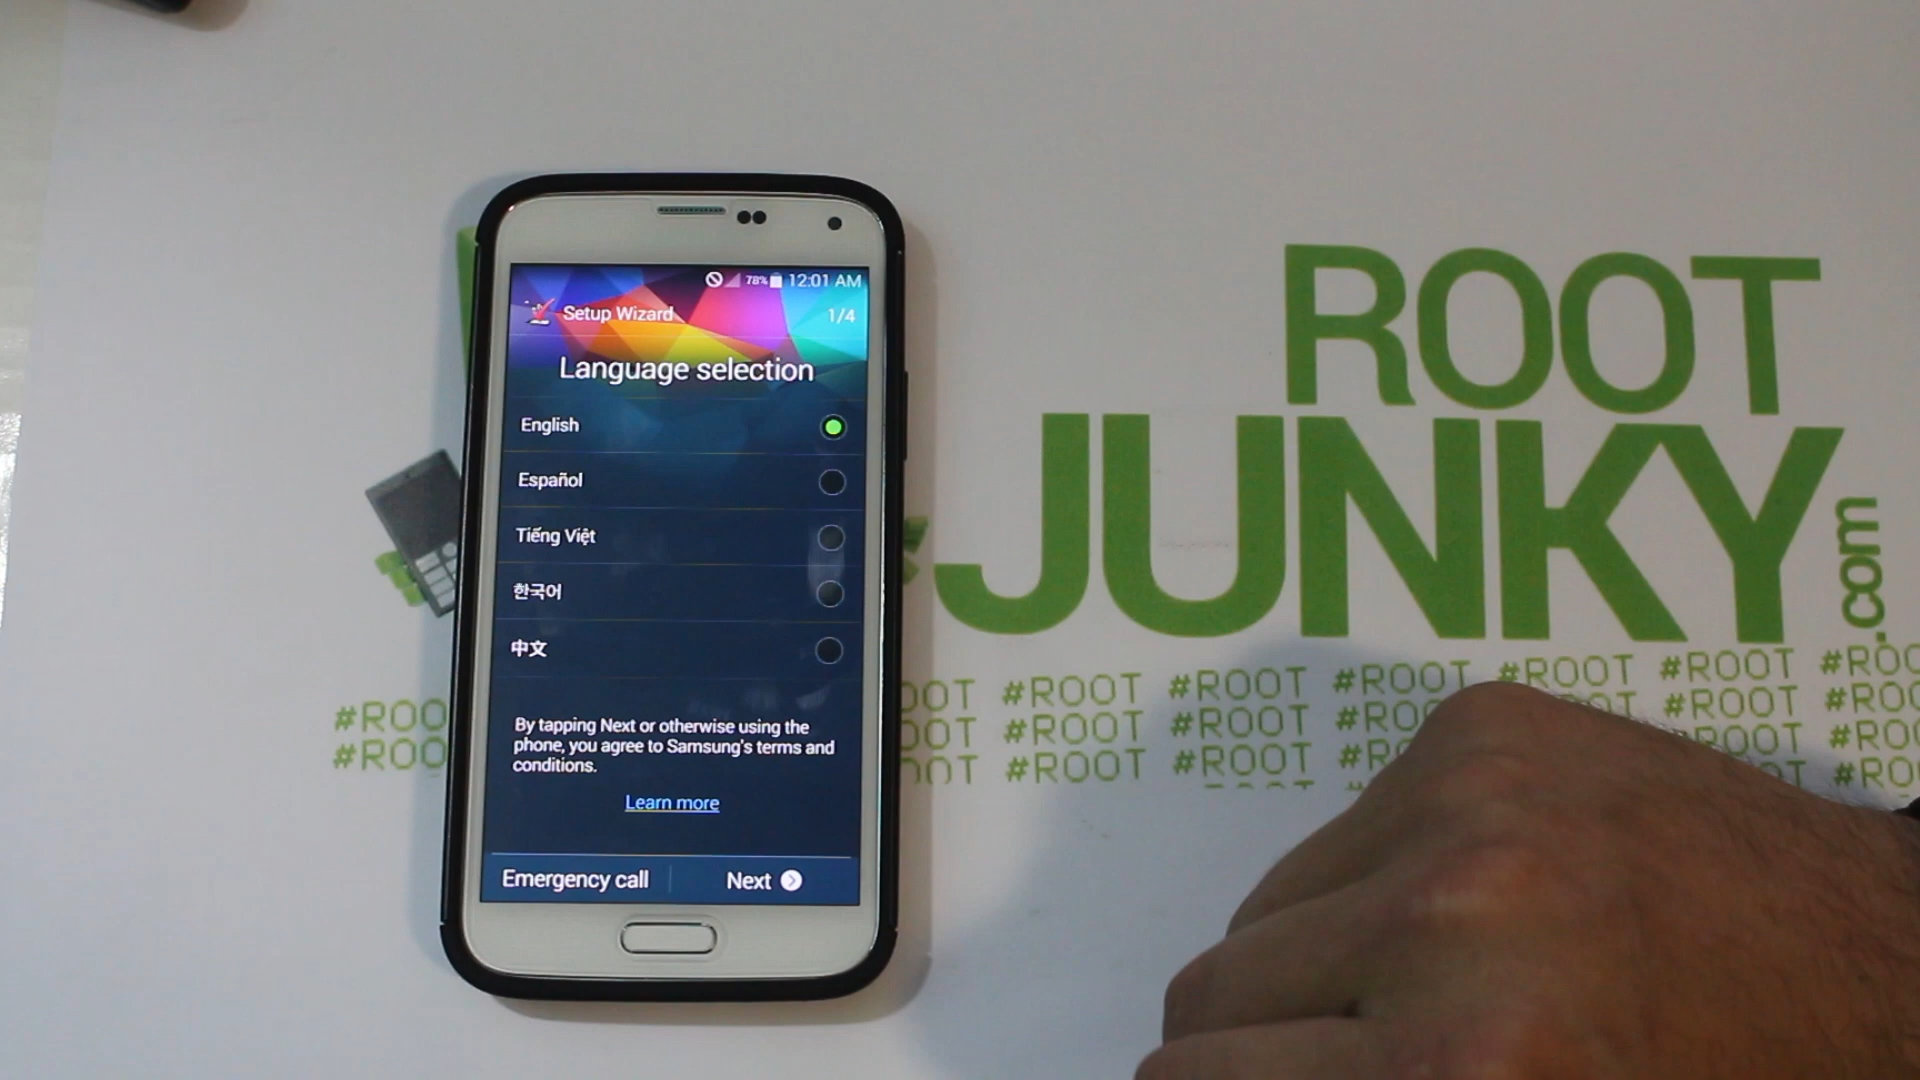 78% 12:01 AM
Setup Wizard 1/4
Language selection
English
Español
Tiếng Việt
한국어
中文
By tapping Next or otherwise using the
phone, you agree to Samsung's terms and
conditions.
Learn more
Emergency call
Next
ROOT
JUNKY
.com
#ROOT #ROOT #ROOT #ROOT #ROOT
#ROOT #ROOT
#ROOT #ROOT